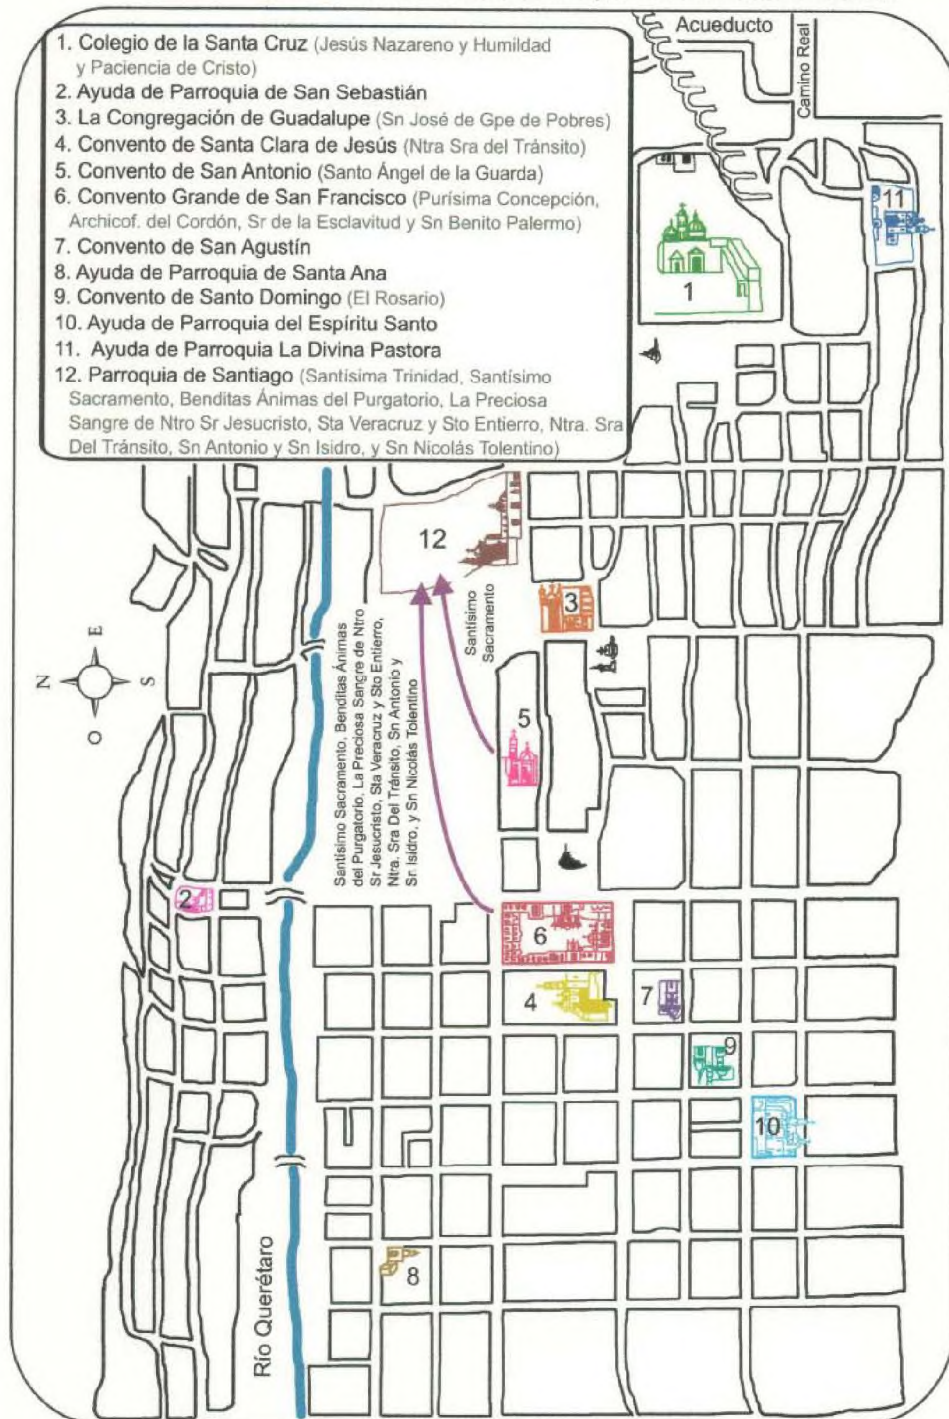 1. Colegio de la Santa Cruz (Jesús Nazareno y Humildad
y Paciencia de Cristo)
2. Ayuda de Parroquia de San Sebastián
3. La Congregación de Guadalupe (Sn José de Gpe de Pobres)
4. Convento de Santa Clara de Jesús (Ntra Sra del Tránsito)
5. Convento de San Antonio (Santo Ángel de la Guarda)
6. Convento Grande de San Francisco (Purísima Concepción,
Archicof. del Cordón, Sr de la Esclavitud y Sn Benito Palermo)
7. Convento de San Agustín
8. Ayuda de Parroquia de Santa Ana
9. Convento de Santo Domingo (El Rosario)
10. Ayuda de Parroquia del Espíritu Santo
11. Ayuda de Parroquia La Divina Pastora
12. Parroquia de Santiago (Santísima Trinidad, Santísimo
Sacramento, Benditas Ánimas del Purgatorio, La Preciosa
Sangre de Ntro Sr Jesucristo, Sta Veracruz y Sto Entierro, Ntra. Sra
Del Tránsito, Sn Antonio y Sn Isidro, y Sn Nicolás Tolentino)
Acueducto
Camino Real
11
1
12
3
Santísimo
Sacramento
Santísimo Sacramento, Benditas Ánimas
del Purgatorio, La Preciosa Sangre de Ntro
Sr Jesucristo, Sta Veracruz y Sto Entierro,
Ntra. Sra Del Tránsito, Sn Antonio y
Sn Isidro, y Sn Nicolás Tolentino
N
E
S
O
5
2
6
4
7
9
10
8
Río Querétaro